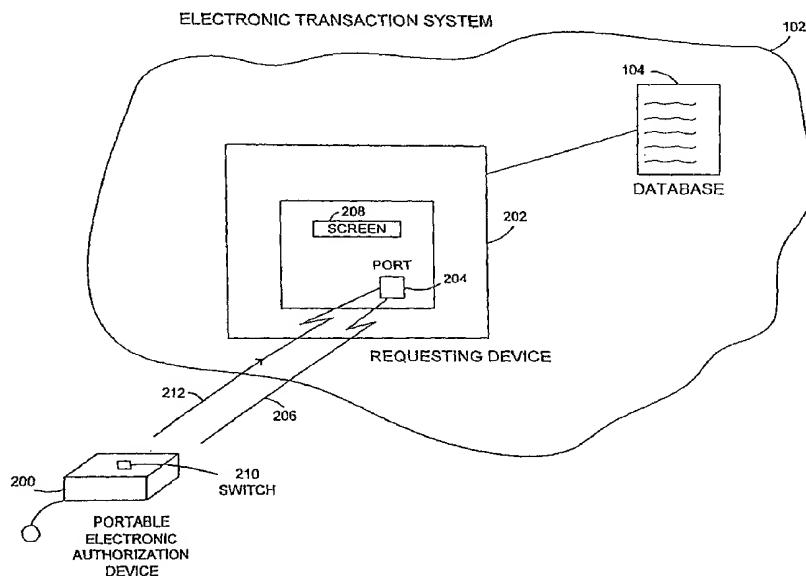 ELECTRONIC TRANSACTION SYSTEM
102
104
DATABASE
208
SCREEN
202
PORT
204
REQUESTING DEVICE
212
206
200
210
SWITCH
PORTABLE
ELECTRONIC
AUTHORIZATION
DEVICE